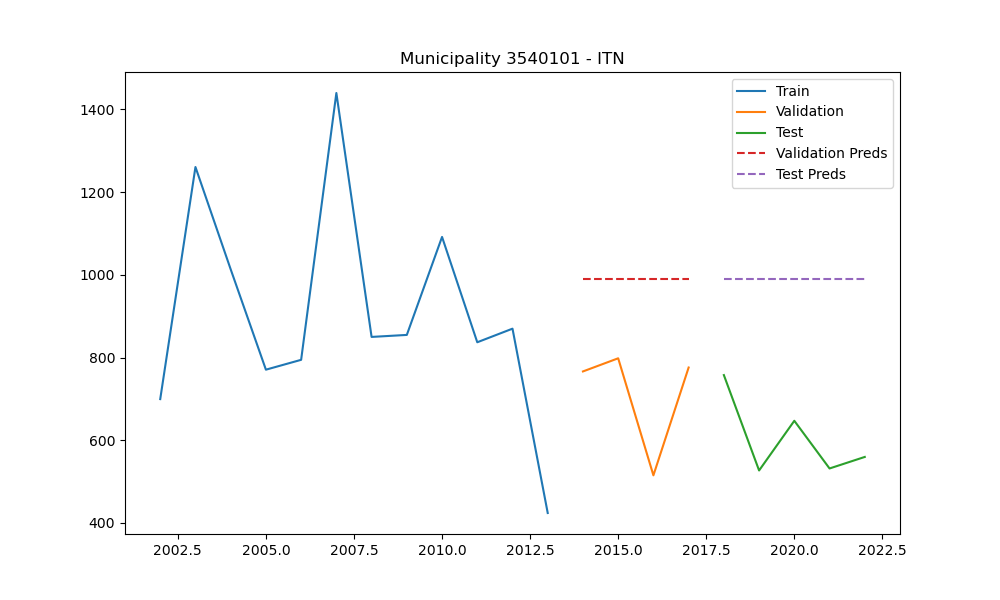 Municipality 3540101 - ITN
Train
Validation
Test
Validation Preds
Test Preds
1400
1200
1000
800
600
400
2002.5 2005.0 2007.5 2010.0 2012.5 2015.0 2017.5 2020.0 2022.5